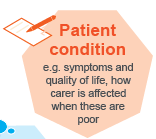 Patient
condition
e.g. symptoms and
quality of life, how
carer is affected
when these are
poor